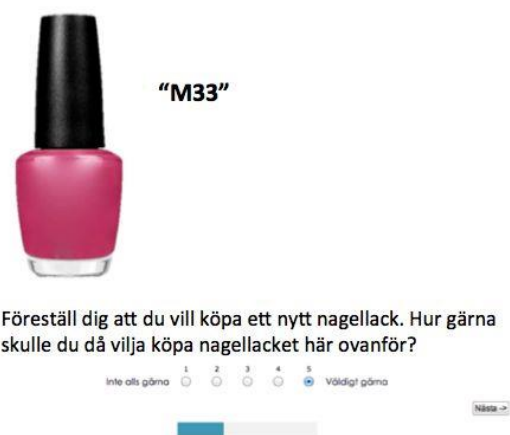 “M33”
Föreställ dig att du vill köpa ett nytt nagellack. Hur gärna
skulle du då vilja köpa nagellacket här ovanför?
1 2 3 4 5
Inte alls gärna Väldigt gärna
Nästa ->